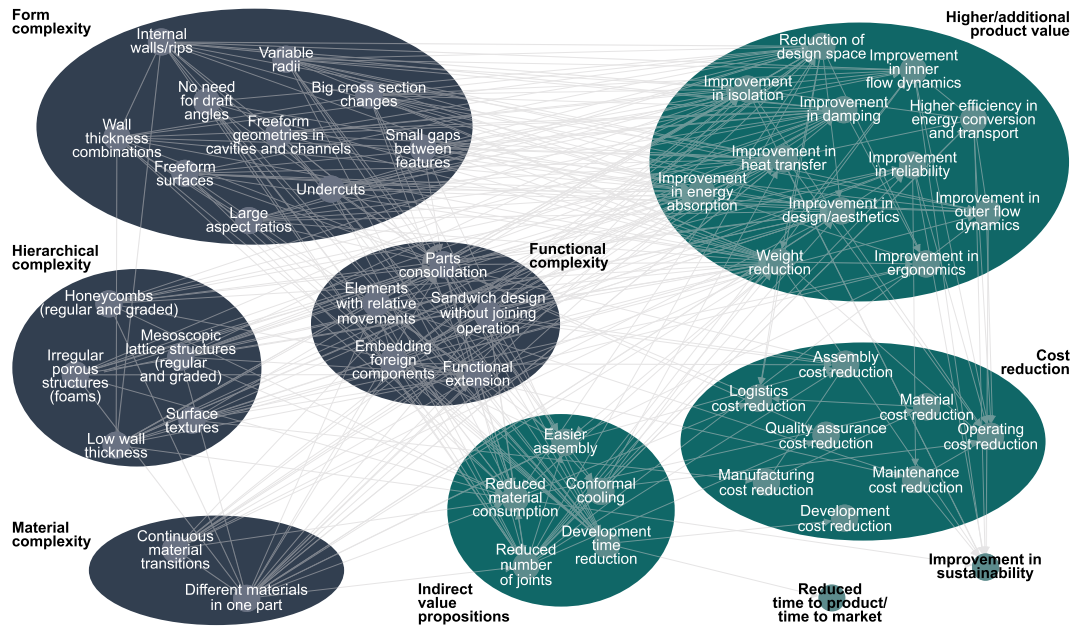 Form
complexity
Internal
walls/rips
Variable
radii
No need
for draft
angles
Big cross section
changes
Wall
thickness
combinations
Freeform
geometries in
cavities and channels
Small gaps
between
features
Freeform
surfaces
Undercuts
Large
aspect ratios
Higher/additional
product value
Reduction of
design space
Improvement
in inner
flow dynamics
Improvement
in isolation
Improvement
in damping
Higher efficiency in
energy conversion
and transport
Improvement in
heat transfer
Improvement
in reliability
Improvement
in energy
absorption
Improvement in
design/aesthetics
Improvement in
outer flow
dynamics
Weight
reduction
Improvement in
ergonomics
Hierarchical
complexity
Honeycombs
(regular and graded)
Mesoscopic
lattice structures
(regular
and graded)
Irregular
porous
structures
(foams)
Surface
textures
Low wall
thickness
Functional
complexity
Parts
consolidation
Elements
with relative
movements
Sandwich design
without joining
operation
Embedding
foreign
components
Functional
extension
Cost
reduction
Assembly
cost reduction
Logistics
cost reduction
Material
cost reduction
Quality assurance
cost reduction
Operating
cost reduction
Manufacturing
cost reduction
Maintenance
cost reduction
Development
cost reduction
Easier
assembly
Reduced
material
consumption
Conformal
cooling
Development
time
reduction
Reduced
number
of joints
Indirect
value
propositions
Material
complexity
Continuous
material
transitions
Different materials
in one part
Improvement in
sustainability
Reduced
time to product/
time to market